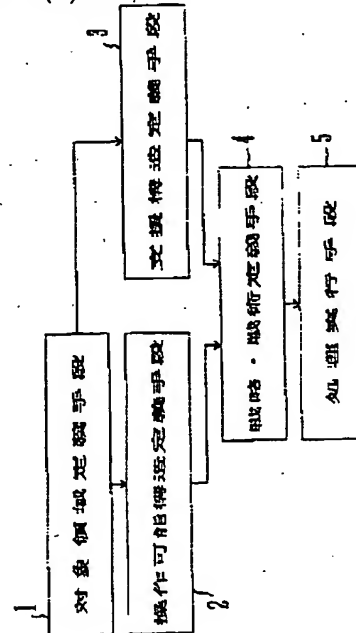 1
対象領域定義手段
2
操作可能構造定義手段
3
支援構造定義手段
4
戦略・戦術定義手段
5
処理実行手段